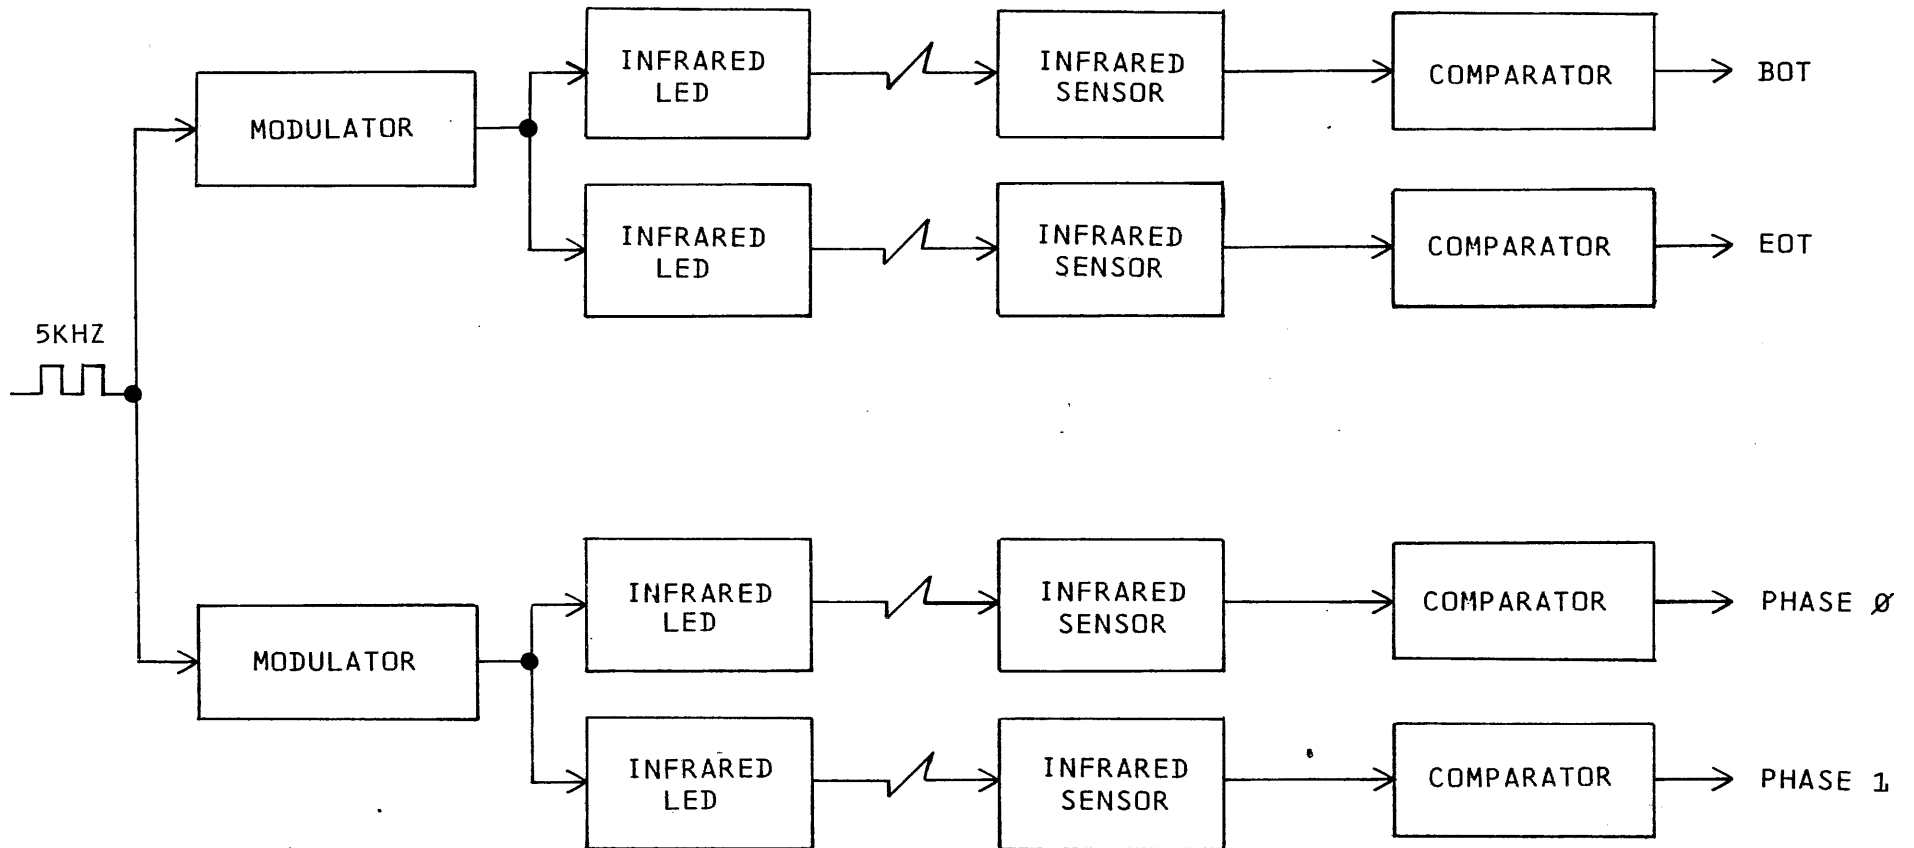 INFRARED
LED
INFRARED
SENSOR
COMPARATOR
BOT
MODULATOR
INFRARED
LED
INFRARED
SENSOR
COMPARATOR
EOT
5KHZ
INFRARED
LED
INFRARED
SENSOR
COMPARATOR
PHASE Ø
MODULATOR
INFRARED
LED
INFRARED
SENSOR
COMPARATOR
PHASE 1